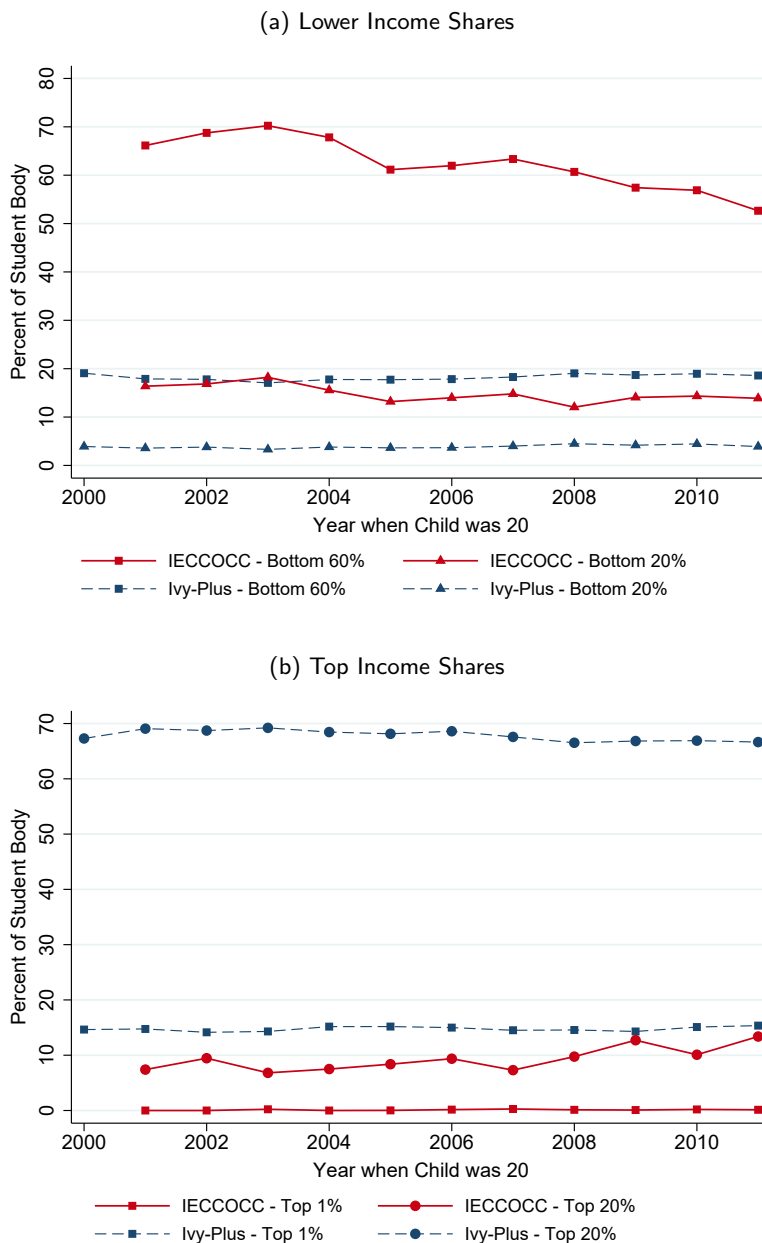 (a) Lower Income Shares
Percent of Student Body
80
70
60
50
40
30
20
10
0
2000 2002 2004 2006 2008 2010
Year when Child was 20
IECCOCC - Bottom 60% IECCOCC - Bottom 20%
Ivy-Plus - Bottom 60% Ivy-Plus - Bottom 20%
(b) Top Income Shares
Percent of Student Body
70
60
50
40
30
20
10
0
2000 2002 2004 2006 2008 2010
Year when Child was 20
IECCOCC - Top 1% IECCOCC - Top 20%
Ivy-Plus - Top 1% Ivy-Plus - Top 20%